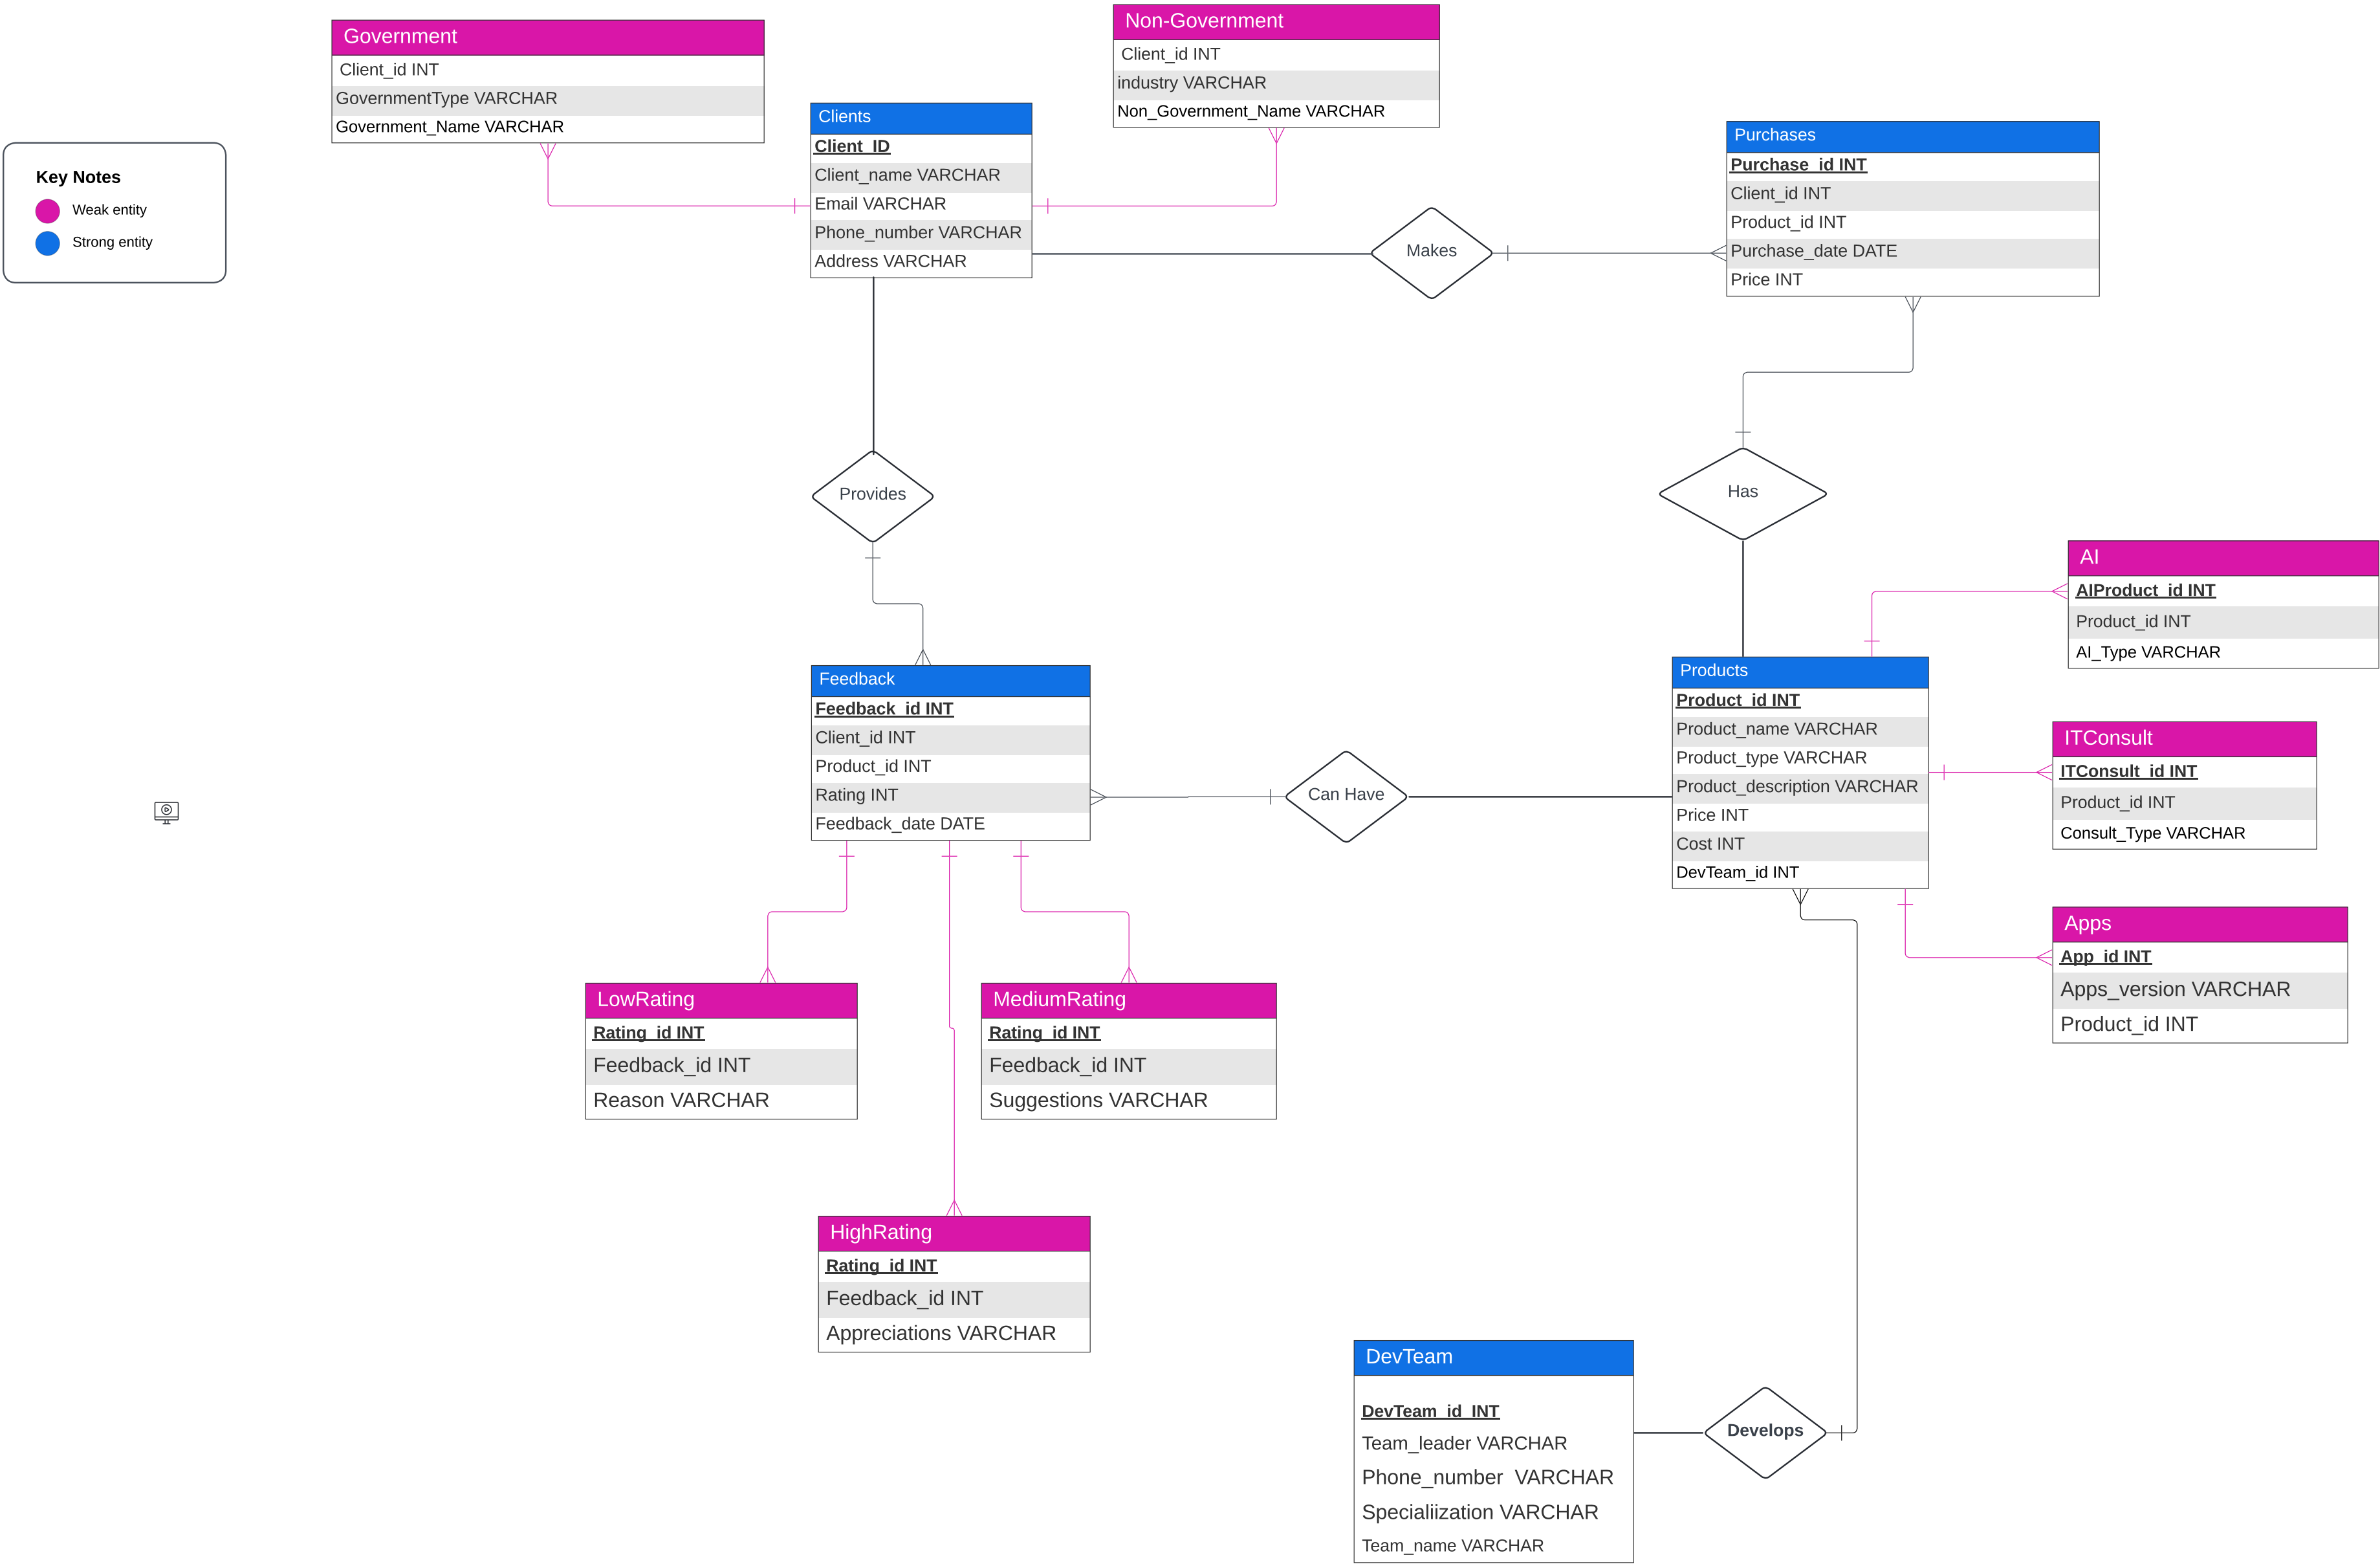 Government
Client_id INT
GovernmentType VARCHAR
Government_Name VARCHAR
Non-Government
Client_id INT
industry VARCHAR
Non_Government_Name VARCHAR
Key Notes
Weak entity
Strong entity
Clients
Client_ID
Client_name VARCHAR
Email VARCHAR
Phone_number VARCHAR
Address VARCHAR
Makes
Purchases
Purchase_id INT
Client_id INT
Product_id INT
Purchase_date DATE
Price INT
Provides
Has
AI
AIProduct_id INT
Product_id INT
AI_Type VARCHAR
Feedback
Feedback_id INT
Client_id INT
Product_id INT
Rating INT
Feedback_date DATE
Can Have
Products
Product_id INT
Product_name VARCHAR
Product_type VARCHAR
Product_description VARCHAR
Price INT
Cost INT
DevTeam_id INT
ITConsult
ITConsult_id INT
Product_id INT
Consult_Type VARCHAR
Apps
App_id INT
Apps_version VARCHAR
Product_id INT
LowRating
Rating_id INT
Feedback_id INT
Reason VARCHAR
MediumRating
Rating_id INT
Feedback_id INT
Suggestions VARCHAR
HighRating
Rating_id INT
Feedback_id INT
Appreciations VARCHAR
DevTeam
DevTeam_id INT
Team_leader VARCHAR
Phone_number VARCHAR
Specialiization VARCHAR
Team_name VARCHAR
Develops